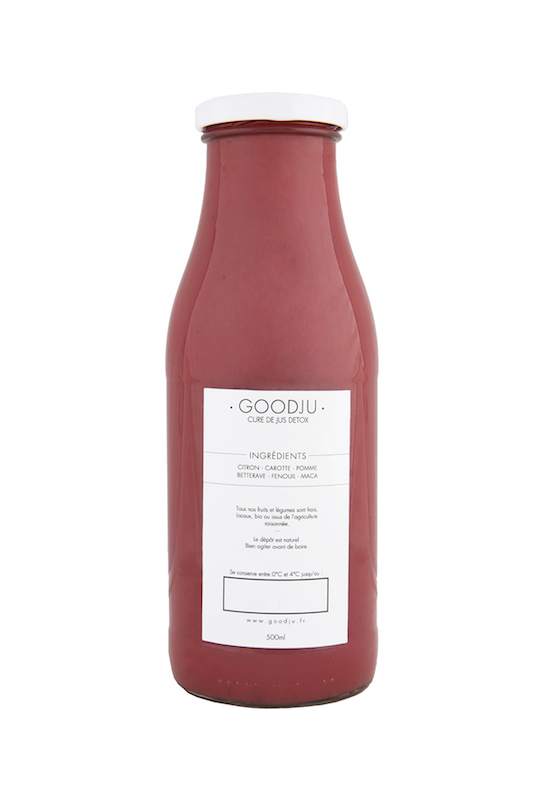 · GOODJU ·
CURE DE JUS DETOX
INGRÉDIENTS
CITRON - CAROTTE - POMME
BETTERAVE - FENOUIL - MACA
Tous nos fruits et légumes sont frais,
locaux, bio ou issus de l'agriculture
raisonnée.
Le dépôt est naturel
Bien agiter avant de boire
Se conserve entre 0°C et 4°C jusqu'au :
www.goodju.fr
500ml